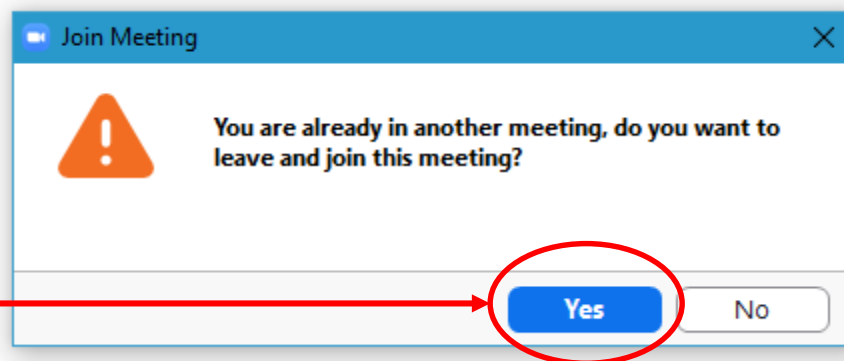 Join Meeting
You are already in another meeting, do you want to
leave and join this meeting?
Yes
No